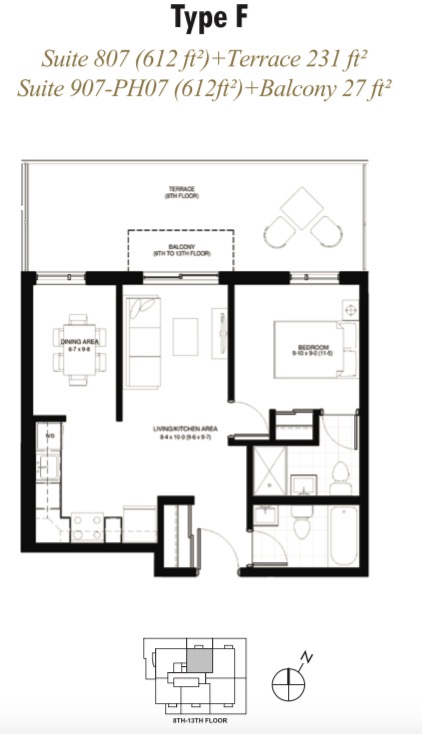 Type F
Suite 807 (612 ft²)+Terrace 231 ft²
Suite 907-PH07 (612ft²)+Balcony 27 ft²
TERRACE
(8TH FLOOR)
BALCONY
(9TH TO 13TH FLOOR)
DINING AREA
6-7 x 9-8
BEDROOM
9-10 x 9-0 (11-5)
LIVING/KITCHEN AREA
9-4 x 10-0 (9-6 x 9-7)
W/D
N
8TH-13TH FLOOR